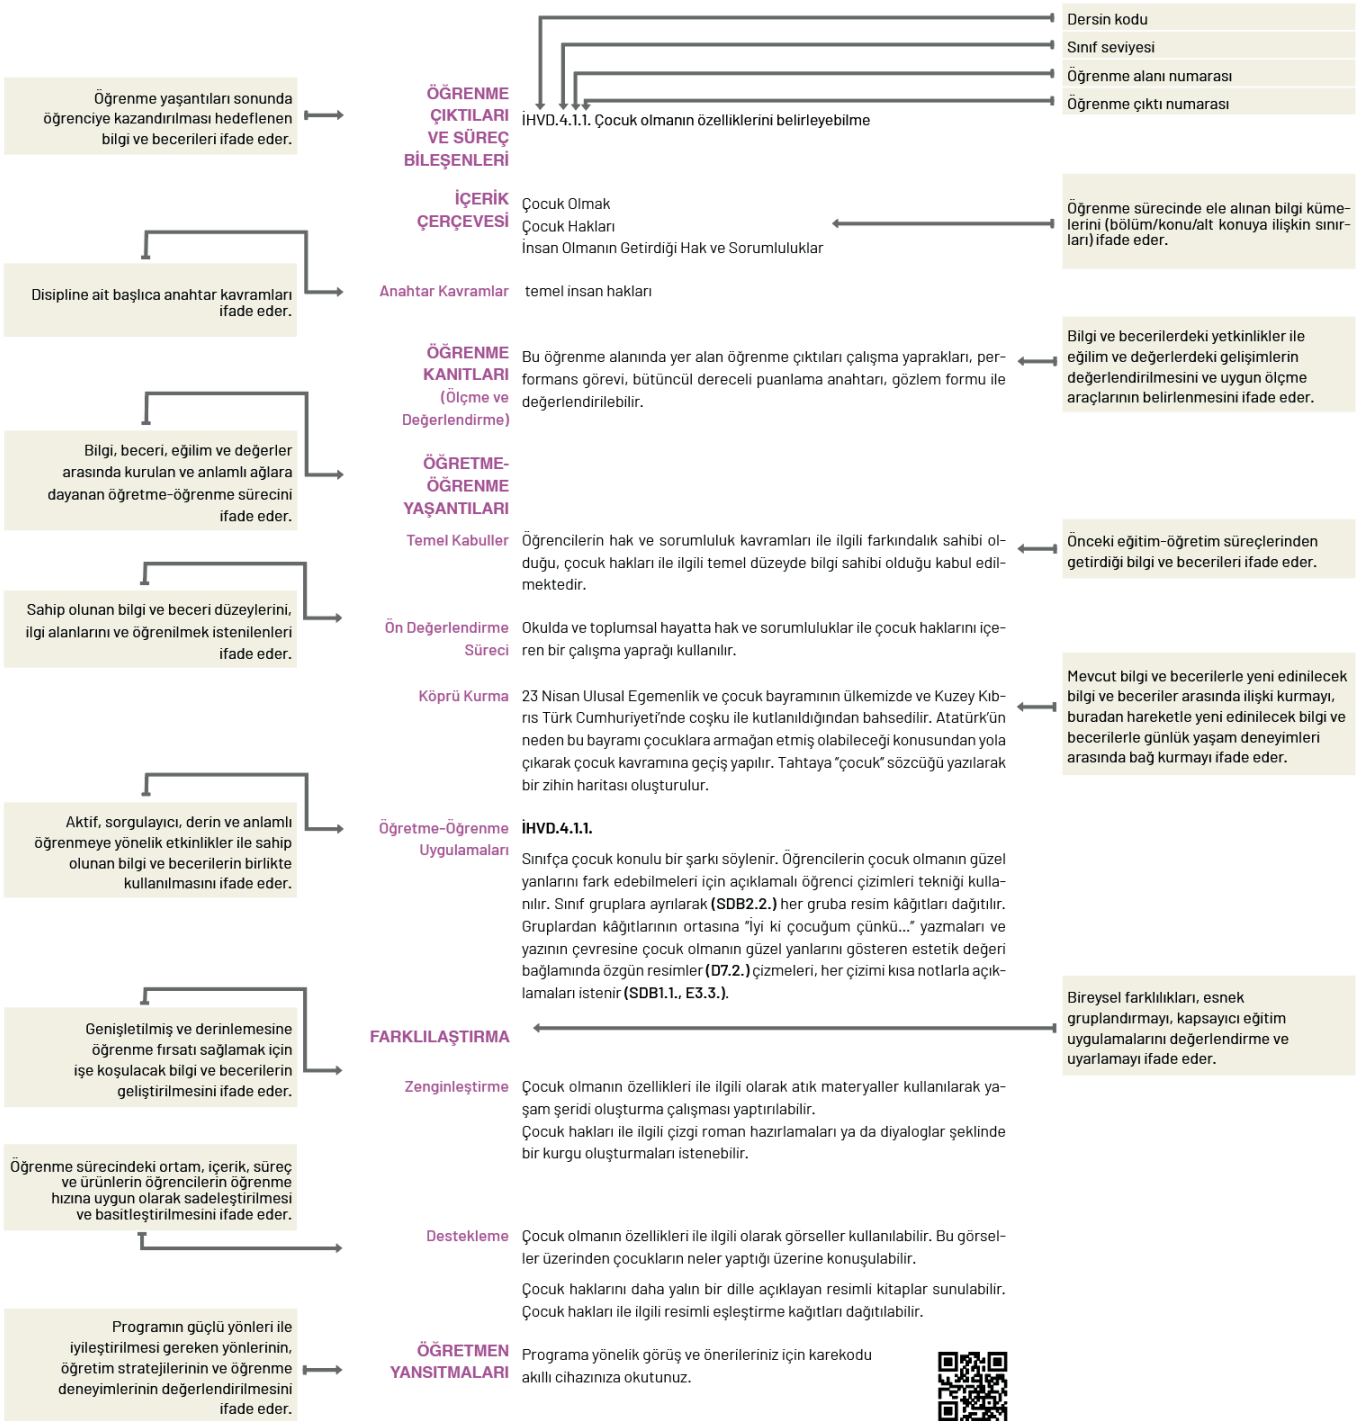 Dersin kodu
Sınıf seviyesi
Öğrenme alanı numarası
Öğrenme çıktı numarası
Öğrenme yaşantıları sonunda
öğrenciye kazandırılması hedeflenen
bilgi ve becerileri ifade eder.
ÖĞRENME
ÇIKTILARI
VE SÜREÇ
BİLEŞENLERİ
İHVD.4.1.1. Çocuk olmanın özelliklerini belirleyebilme
İÇERİK
ÇERÇEVESİ
Çocuk Olmak
Çocuk Hakları
İnsan Olmanın Getirdiği Hak ve Sorumluluklar
Öğrenme sürecinde ele alınan bilgi küme-
lerini (bölüm/konu/alt konuya ilişkin sınır-
ları) ifade eder.
Disipline ait başlıca anahtar kavramları
ifade eder.
Anahtar Kavramlar
temel insan hakları
ÖĞRENME
KANITLARI
(Ölçme ve
Değerlendirme)
Bu öğrenme alanında yer alan öğrenme çıktıları çalışma yaprakları, per-
formans görevi, bütüncül dereceli puanlama anahtarı, gözlem formu ile
değerlendirilebilir.
Bilgi ve becerilerdeki yetkinlikler ile
eğilim ve değerlerdeki gelişimlerin
değerlendirilmesini ve uygun ölçme
araçlarının belirlenmesini ifade eder.
Bilgi, beceri, eğilim ve değerler
arasında kurulan ve anlamlı ağlara
dayanan öğretme-öğrenme sürecini
ifade eder.
ÖĞRETME-
ÖĞRENME
YAŞANTILARI
Temel Kabuller
Öğrencilerin hak ve sorumluluk kavramları ile ilgili farkındalık sahibi ol-
duğu, çocuk hakları ile ilgili temel düzeyde bilgi sahibi olduğu kabul edil-
mektedir.
Önceki eğitim-öğretim süreçlerinden
getirdiği bilgi ve becerileri ifade eder.
Sahip olunan bilgi ve beceri düzeylerini,
ilgi alanlarını ve öğrenilmek istenilenleri
ifade eder.
Ön Değerlendirme
Süreci
Okulda ve toplumsal hayatta hak ve sorumluluklar ile çocuk haklarını içe-
ren bir çalışma yaprağı kullanılır.
Köprü Kurma
23 Nisan Ulusal Egemenlik ve çocuk bayramının ülkemizde ve Kuzey Kıb-
rıs Türk Cumhuriyeti’nde coşku ile kutlanıldığından bahsedilir. Atatürk’ün
neden bu bayramı çocuklara armağan etmiş olabileceği konusundan yola
çıkarak çocuk kavramına geçiş yapılır. Tahtaya “çocuk” sözcüğü yazılarak
bir zihin haritası oluşturulur.
Mevcut bilgi ve becerilerle yeni edinilecek
bilgi ve beceriler arasında ilişki kurmayı,
buradan hareketle yeni edinilecek bilgi ve
becerilerle günlük yaşam deneyimleri
arasında bağ kurmayı ifade eder.
Aktif, sorgulayıcı, derin ve anlamlı
öğrenmeye yönelik etkinlikler ile sahip
olunan bilgi ve becerilerin birlikte
kullanılmasını ifade eder.
Öğretme-Öğrenme
Uygulamaları
İHVD.4.1.1.
Sınıfça çocuk konulu bir şarkı söylenir. Öğrencilerin çocuk olmanın güzel
yanlarını fark edebilmeleri için açıklamalı öğrenci çizimleri tekniği kulla-
nılır. Sınıf gruplara ayrılarak (SDB2.2.) her gruba resim kâğıtları dağıtılır.
Gruplardan kâğıtlarının ortasına “İyi ki çocuğum çünkü...” yazmaları ve
yazının çevresine çocuk olmanın güzel yanlarını gösteren estetik değeri
bağlamında özgün resimler (D7.2.) çizmeleri, her çizimi kısa notlarla açık-
lamaları istenir (SDB1.1., E3.3.).
Genişletilmiş ve derinlemesine
öğrenme fırsatı sağlamak için
işe koşulacak bilgi ve becerilerin
geliştirilmesini ifade eder.
FARKLILAŞTIRMA
Bireysel farklılıkları, esnek
gruplandırmayı, kapsayıcı eğitim
uygulamalarını değerlendirme ve
uyarlamayı ifade eder.
Zenginleştirme
Çocuk olmanın özellikleri ile ilgili olarak atık materyaller kullanılarak ya-
şam şeridi oluşturma çalışması yaptırılabilir.
Çocuk hakları ile ilgili çizgi roman hazırlamaları ya da diyaloglar şeklinde
bir kurgu oluşturmaları istenebilir.
Öğrenme sürecindeki ortam, içerik, süreç
ve ürünlerin öğrencilerin öğrenme
hızına uygun olarak sadeleştirilmesi
ve basitleştirilmesini ifade eder.
Destekleme
Çocuk olmanın özellikleri ile ilgili olarak görseller kullanılabilir. Bu görsel-
ler üzerinden çocukların neler yaptığı üzerine konuşulabilir.
Çocuk haklarını daha yalın bir dille açıklayan resimli kitaplar sunulabilir.
Çocuk hakları ile ilgili resimli eşleştirme kağıtları dağıtılabilir.
Programın güçlü yönleri ile
iyileştirilmesi gereken yönlerinin,
öğretim stratejilerinin ve öğrenme
deneyimlerinin değerlendirilmesini
ifade eder.
ÖĞRETMEN
YANSITMALARI
Programa yönelik görüş ve önerileriniz için karekodu
akıllı cihazınıza okutunuz.